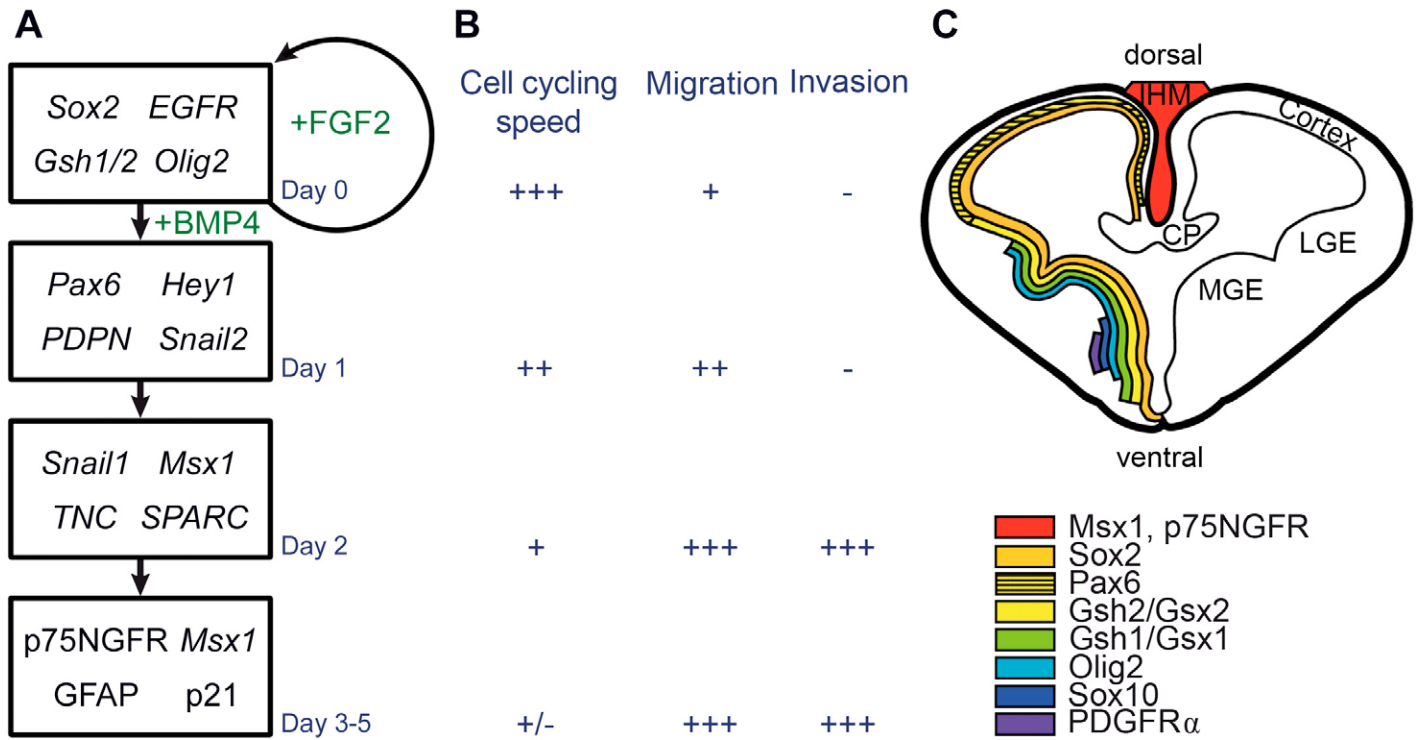 A
Sox2 EGFR
Gsh1/2 Olig2
+FGF2
Day 0
+BMP4
Pax6 Hey1
PDPN Snail2
Day 1
Snail1 Msx1
TNC SPARC
Day 2
p75NGFR Msx1
GFAP p21
Day 3-5
B
Cell cycling speed Migration Invasion
+++ + -
++ ++ -
+ +++ +++
+/- +++ +++
C
dorsal
IHM
Cortex
CP
LGE
MGE
ventral
Msx1, p75NGFR
Sox2
Pax6
Gsh2/Gsx2
Gsh1/Gsx1
Olig2
Sox10
PDGFRα